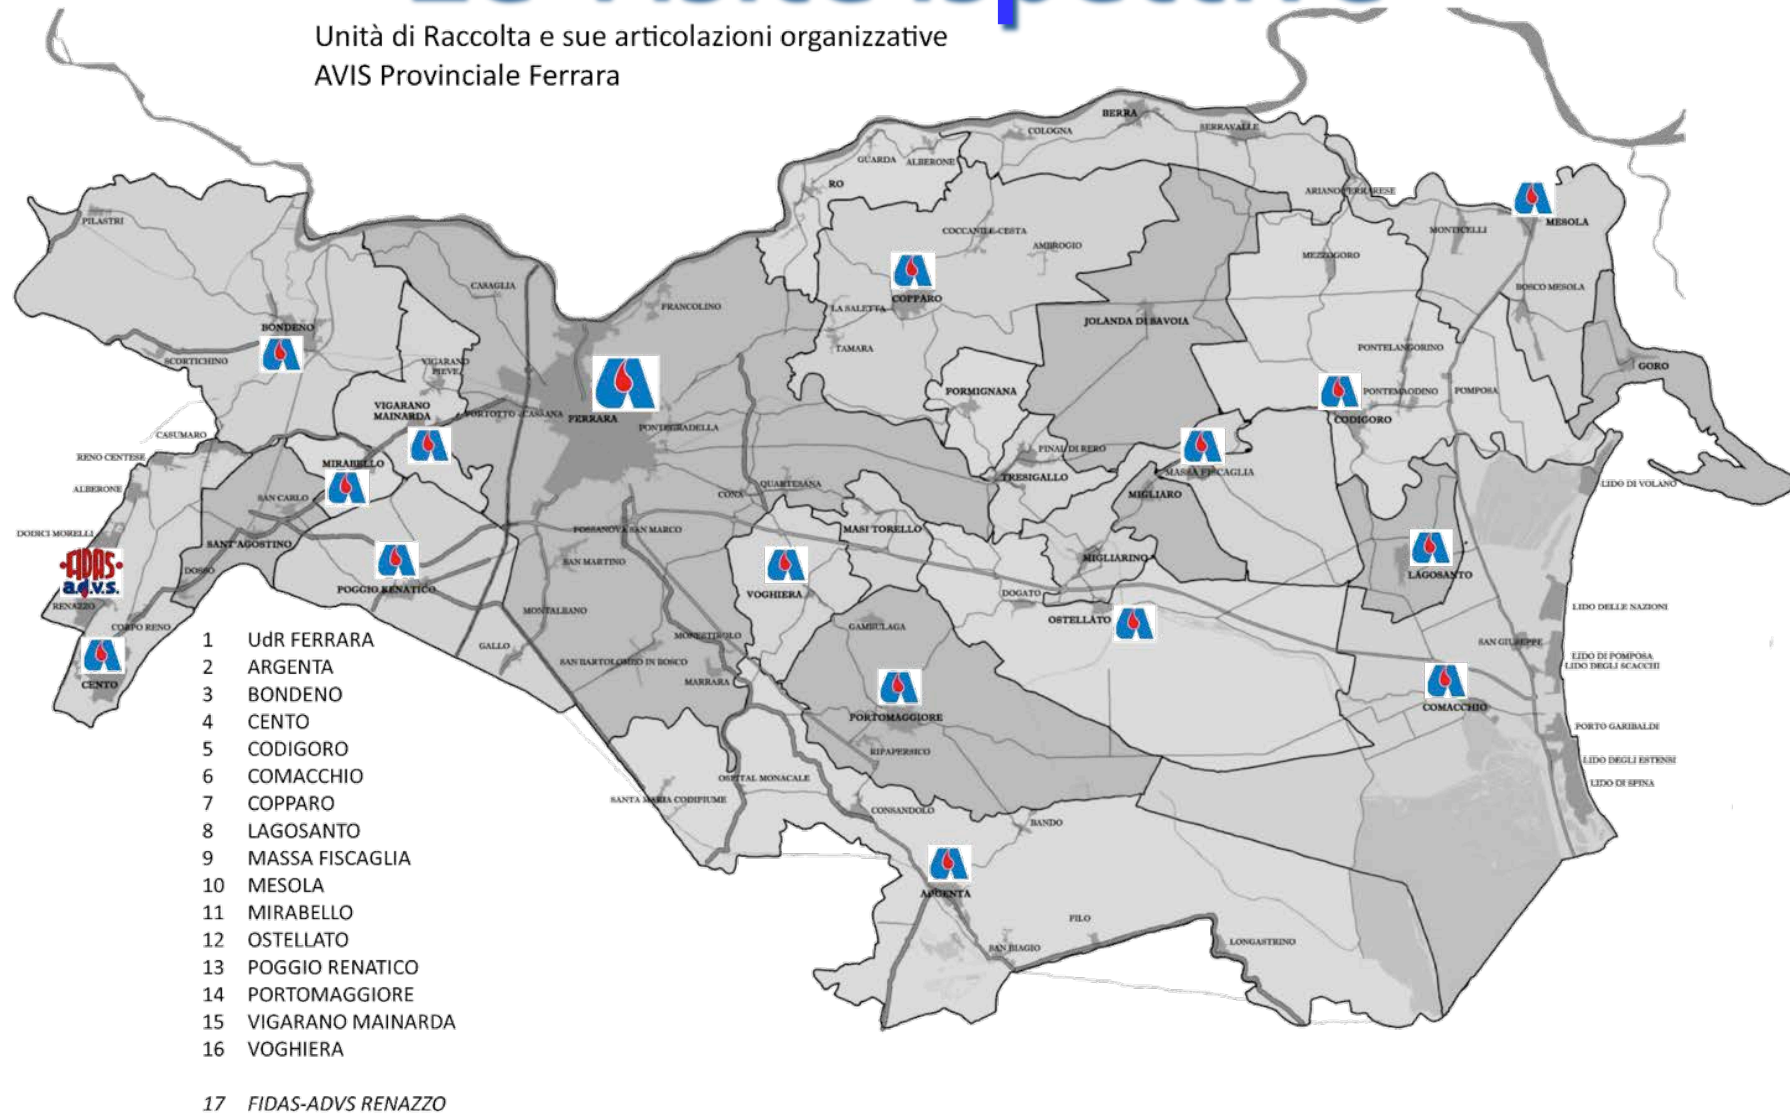 Le visite ispettive
Unità di Raccolta e sue articolazioni organizzative
AVIS Provinciale Ferrara
BERRA
COLOGNA
SERRAVALLE
GUARDA
ALBERONE
RO
ARIANO FERRARESE
PILASTRI
MESOLA
COCCANILE-CESTA
MONTICELLI
AMBROGIO
MEZZOGORO
CASAGLIA
BOSCO MESOLA
COPPARO
FRANCOLINO
LA SALETTA
JOLANDA DI SAVOIA
BONDENO
TAMARA
PONTELANGORINO
SCORTICHINO
VIGARANO
PIEVE
GORO
FORMIGNANA
PONTEMAODINO
POMPOSA
VIGARANO
MAINARDA
PORTOTTO - CASSANA
FERRARA
CODIGORO
PONTEGRADELLA
CASUMARO
RENO CENTESE
PINAL DI RERO
MIRABELLO
TRESIGALLO
MASSA FISCAGLIA
LIDO DI VOLANO
ALBERONE
SAN CARLO
CONA
QUARTESANA
MIGLIARO
DODICI MORELLI
FOSSANOVA SAN MARCO
MASI TORELLO
SANT'AGOSTINO
FIDAS
a.d.v.s.
DOSSO
SAN MARTINO
MIGLIARINO
LAGOSANTO
POGGIO RENATICO
VOGHIERA
DOGATO
RENAZZO
MONTALBANO
LIDO DELLE NAZIONI
CORPO RENO
GAMBULAGA
OSTELLATO
GALLO
MONESTIROLO
SAN GIUSEPPE
SAN BARTOLOMEO IN BOSCO
LIDO DI POMPOSA
LIDO DEGLI SCACCHI
CENTO
MARRARA
COMACCHIO
PORTOMAGGIORE
PORTO GARIBALDI
RIPAPERSICO
LIDO DEGLI ESTENSI
OSPITAL MONACALE
LIDO DI SPINA
SANTA MARIA CODIFIUME
CONSANDOLO
BANDO
ARGENTA
FILO
SAN BIAGIO
LONGASTRINO
1 UdR FERRARA
2 ARGENTA
3 BONDENO
4 CENTO
5 CODIGORO
6 COMACCHIO
7 COPPARO
8 LAGOSANTO
9 MASSA FISCAGLIA
10 MESOLA
11 MIRABELLO
12 OSTELLATO
13 POGGIO RENATICO
14 PORTOMAGGIORE
15 VIGARANO MAINARDA
16 VOGHIERA
17 FIDAS-ADVS RENAZZO